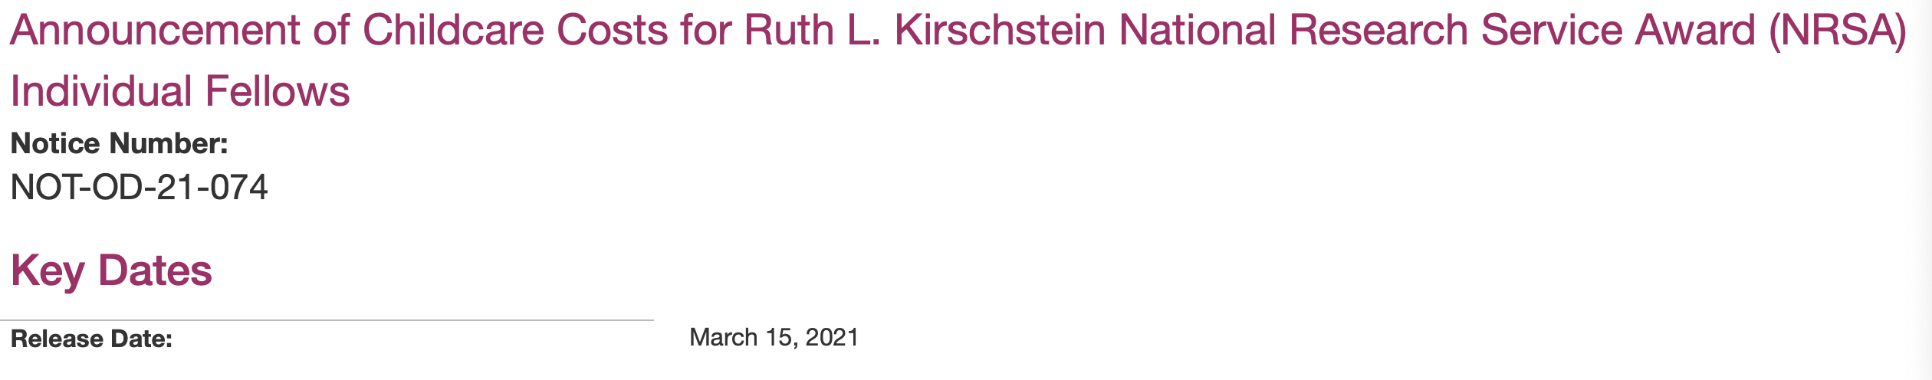 Announcement of Childcare Costs for Ruth L. Kirschstein National Research Service Award (NRSA)
Individual Fellows
Notice Number:
NOT-OD-21-074
Key Dates
Release Date: March 15, 2021